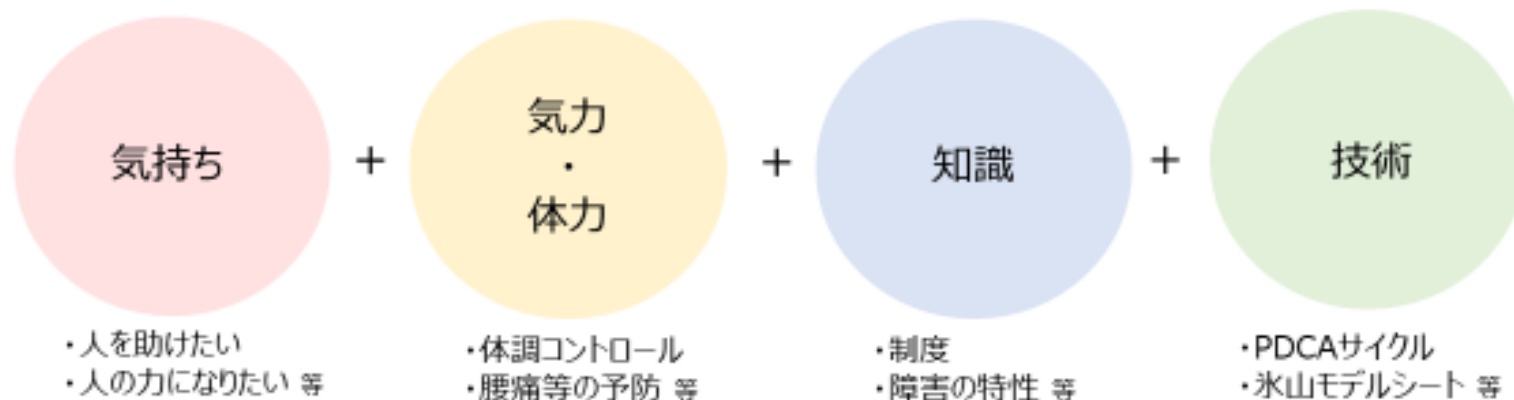 気持ち
+
気力
・
体力
+
知識
+
技術
・人を助けたい
・人の力になりたい 等
・体調コントロール
・腰痛等の予防 等
・制度
・障害の特性 等
・PDCAサイクル
・氷山モデルシート 等